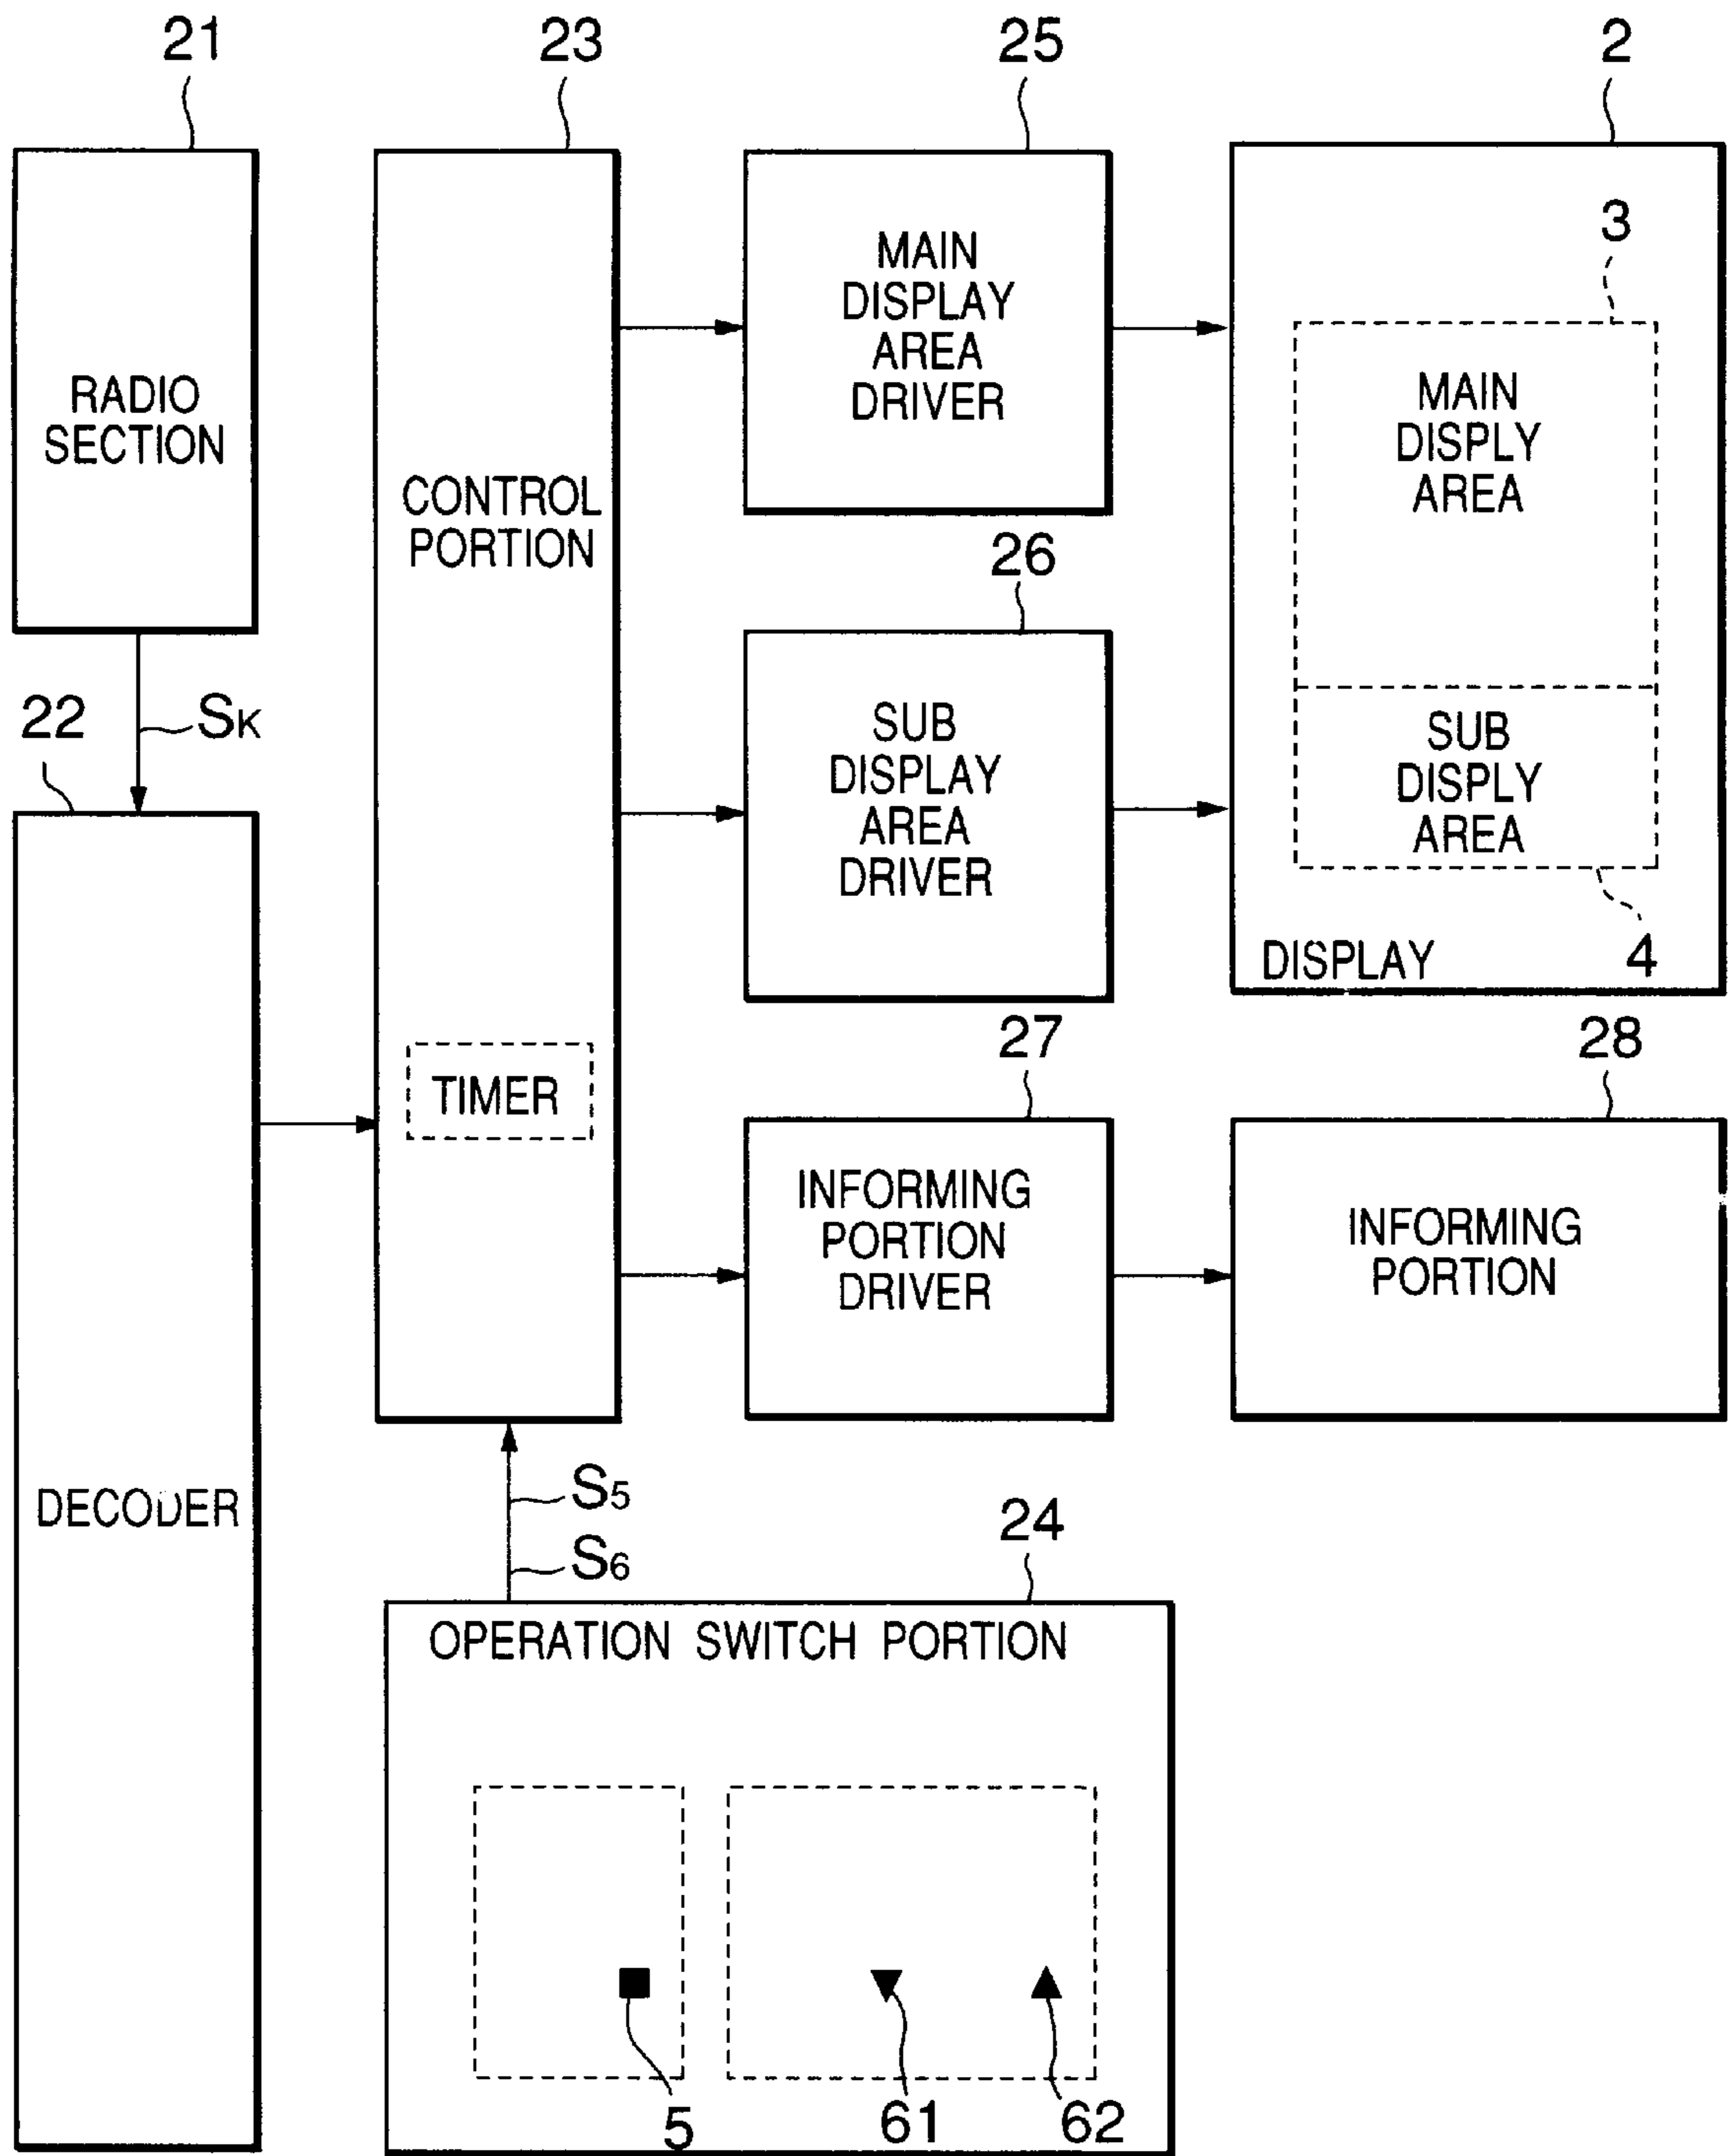 21
23
25
2
RADIO
SECTION
CONTROL
PORTION
MAIN
DISPLAY
AREA
DRIVER
3
MAIN
DISPLY
AREA
26
22
SK
SUB
DISPLAY
AREA
DRIVER
SUB
DISPLY
AREA
4
DISPLAY
27
28
TIMER
INFORMING
PORTION
DRIVER
INFORMING
PORTION
DECODER
S5
S6
24
OPERATION SWITCH PORTION
5
61
62